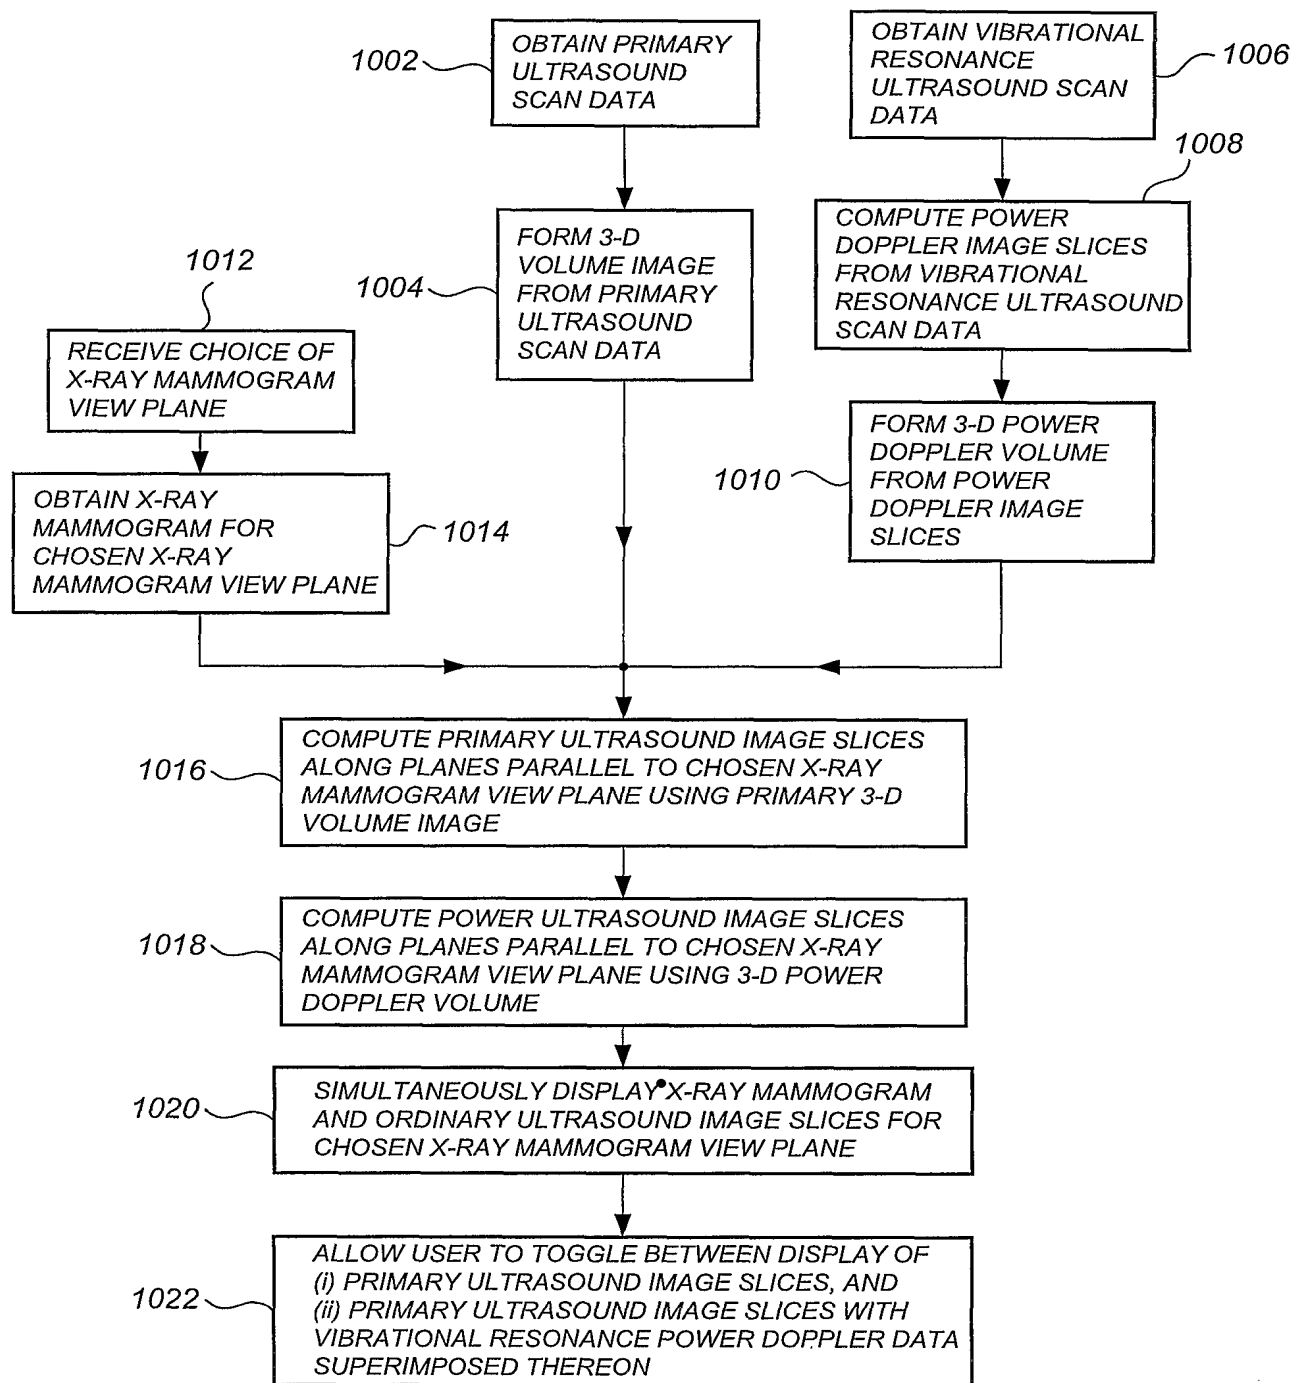 1002
OBTAIN PRIMARY
ULTRASOUND
SCAN DATA
OBTAIN VIBRATIONAL
RESONANCE
ULTRASOUND SCAN
DATA
1006
1008
COMPUTE POWER
DOPPLER IMAGE SLICES
FROM VIBRATIONAL
RESONANCE ULTRASOUND
SCAN DATA
1004
FORM 3-D
VOLUME IMAGE
FROM PRIMARY
ULTRASOUND
SCAN DATA
1012
RECEIVE CHOICE OF
X-RAY MAMMOGRAM
VIEW PLANE
1010
FORM 3-D POWER
DOPPLER VOLUME
FROM POWER
DOPPLER IMAGE
SLICES
OBTAIN X-RAY
MAMMOGRAM FOR
CHOSEN X-RAY
MAMMOGRAM VIEW PLANE
1014
1016
COMPUTE PRIMARY ULTRASOUND IMAGE SLICES
ALONG PLANES PARALLEL TO CHOSEN X-RAY
MAMMOGRAM VIEW PLANE USING PRIMARY 3-D
VOLUME IMAGE
1018
COMPUTE POWER ULTRASOUND IMAGE SLICES
ALONG PLANES PARALLEL TO CHOSEN X-RAY
MAMMOGRAM VIEW PLANE USING 3-D POWER
DOPPLER VOLUME
1020
SIMULTANEOUSLY DISPLAY X-RAY MAMMOGRAM
AND ORDINARY ULTRASOUND IMAGE SLICES FOR
CHOSEN X-RAY MAMMOGRAM VIEW PLANE
1022
ALLOW USER TO TOGGLE BETWEEN DISPLAY OF
(i) PRIMARY ULTRASOUND IMAGE SLICES, AND
(ii) PRIMARY ULTRASOUND IMAGE SLICES WITH
VIBRATIONAL RESONANCE POWER DOPPLER DATA
SUPERIMPOSED THEREON